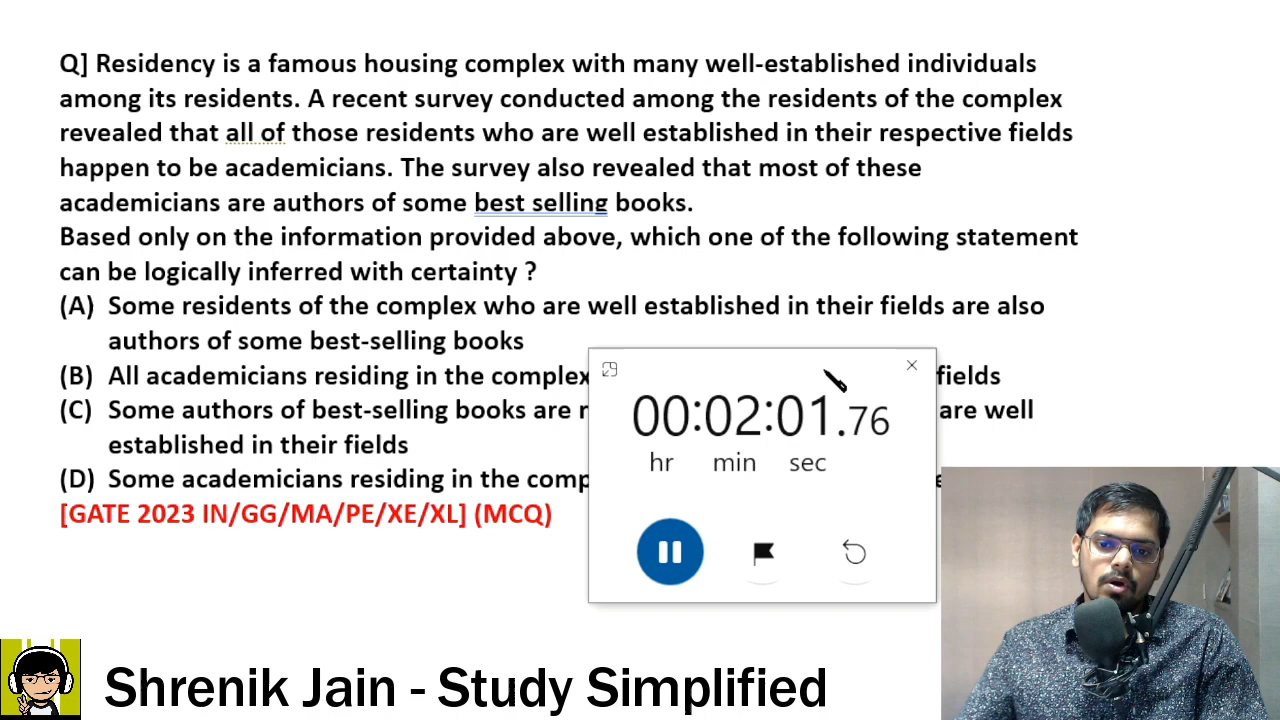 Q] Residency is a famous housing complex with many well-established individuals
among its residents. A recent survey conducted among the residents of the complex
revealed that all of those residents who are well established in their respective fields
happen to be academicians. The survey also revealed that most of these
academicians are authors of some best selling books.
Based only on the information provided above, which one of the following statement
can be logically inferred with certainty ?
(A) Some residents of the complex who are well established in their fields are also
authors of some best-selling books
(B) All academicians residing in the complex fields
(C) Some authors of best-selling books are are well
established in their fields
(D) Some academicians residing in the
[GATE 2023 IN/GG/MA/PE/XE/XL] (MCQ)
00:02:01.76
hr min sec
Shrenik Jain - Study Simplified